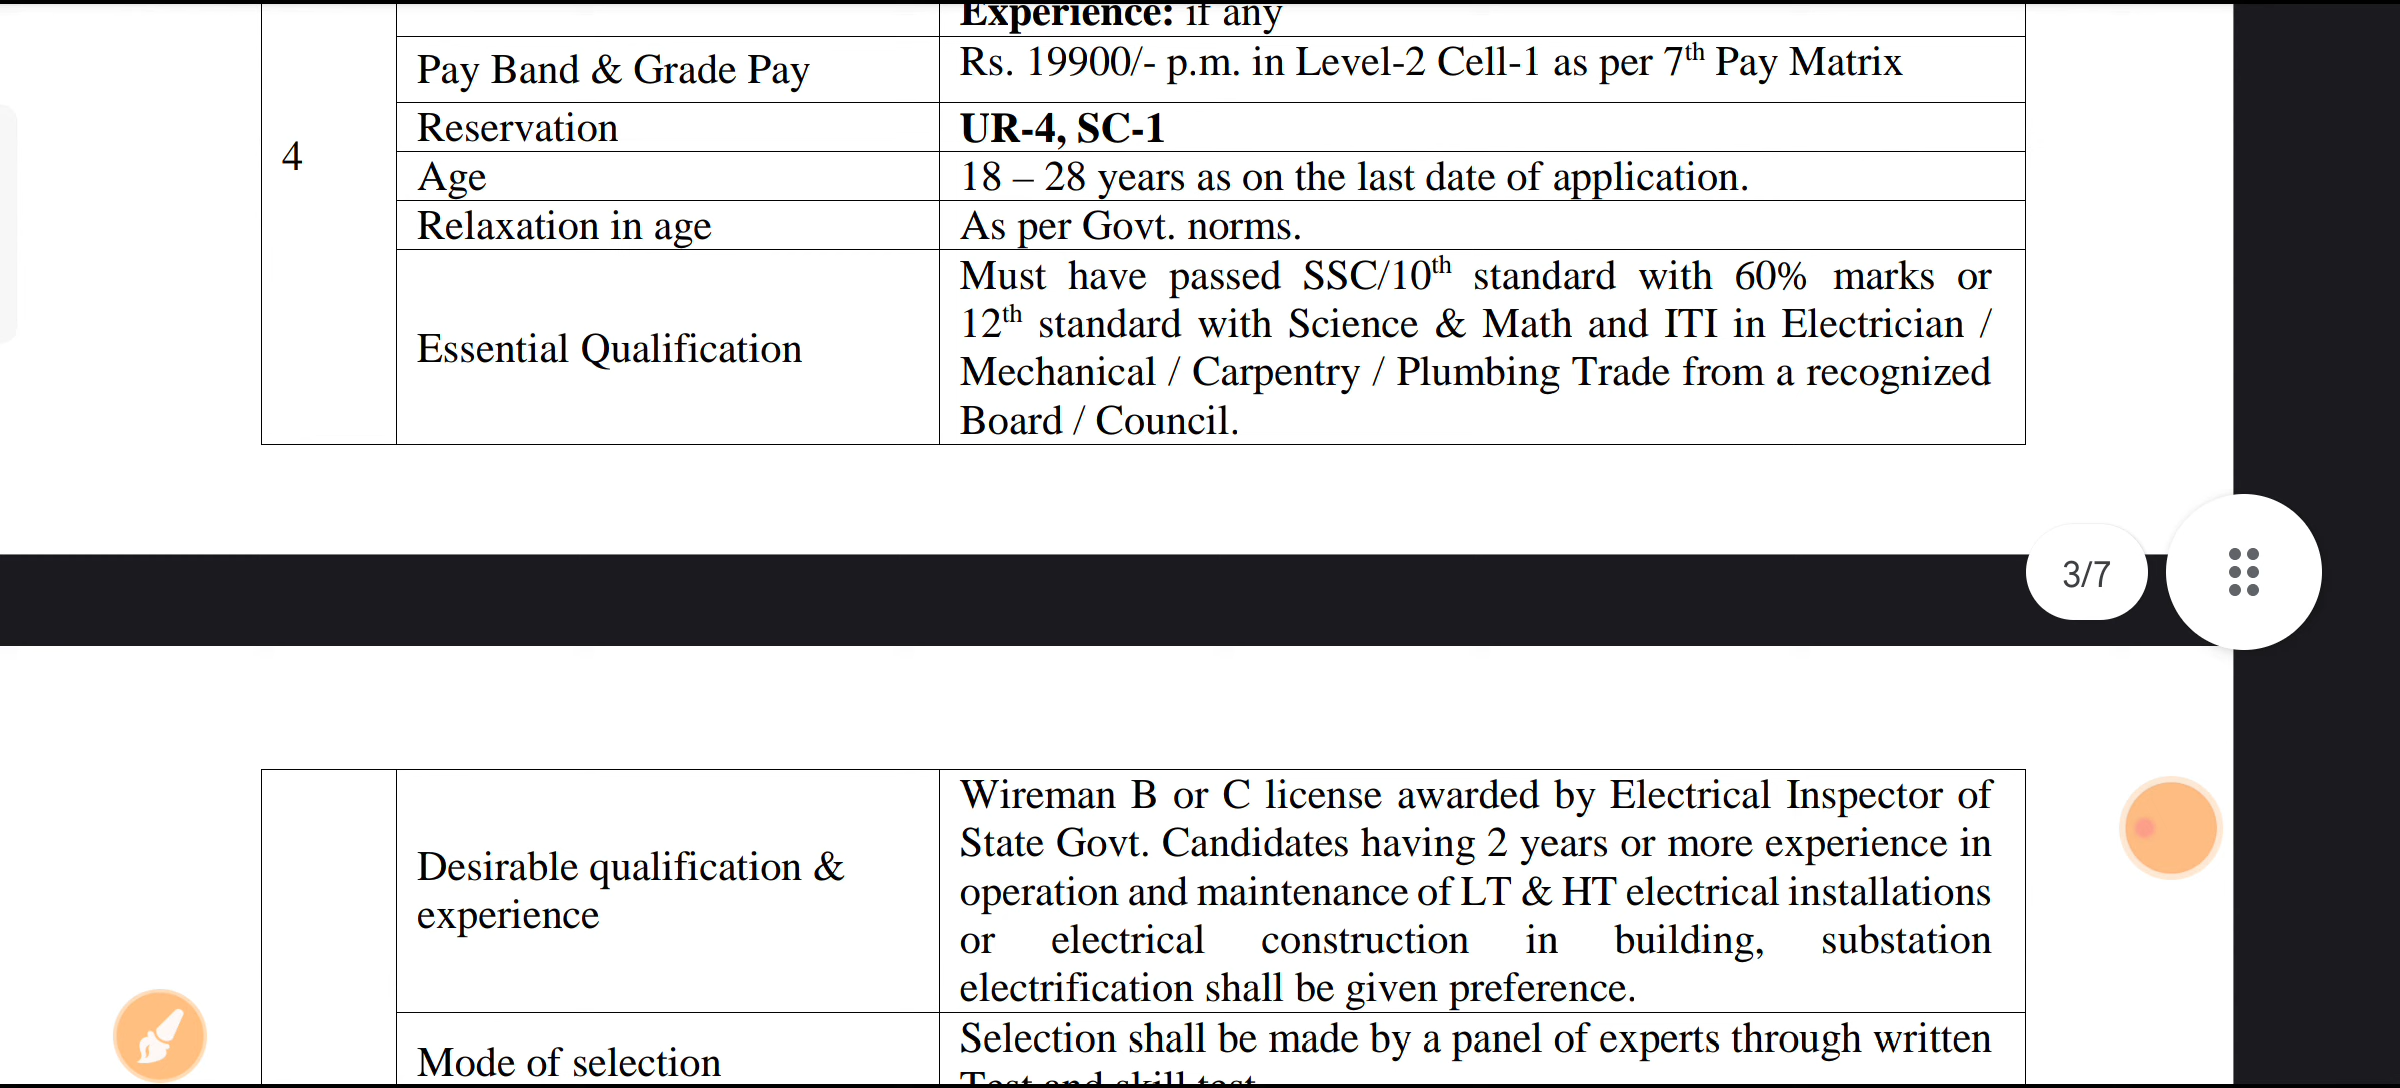 Experience: if any
Pay Band & Grade Pay
Rs. 19900/- p.m. in Level-2 Cell-1 as per 7th Pay Matrix
4
Reservation
UR-4, SC-1
Age
18 – 28 years as on the last date of application.
Relaxation in age
As per Govt. norms.
Essential Qualification
Must have passed SSC/10th standard with 60% marks or
12th standard with Science & Math and ITI in Electrician /
Mechanical / Carpentry / Plumbing Trade from a recognized
Board / Council.
3/7
Desirable qualification &
experience
Wireman B or C license awarded by Electrical Inspector of
State Govt. Candidates having 2 years or more experience in
operation and maintenance of LT & HT electrical installations
or electrical construction in building, substation
electrification shall be given preference.
Mode of selection
Selection shall be made by a panel of experts through written
Test and skill test